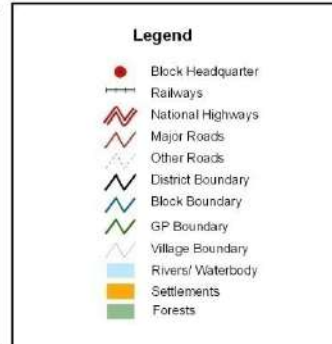 Legend
Block Headquarter
Railways
National Highways
Major Roads
Other Roads
District Boundary
Block Boundary
GP Boundary
Village Boundary
Rivers/ Waterbody
Settlements
Forests